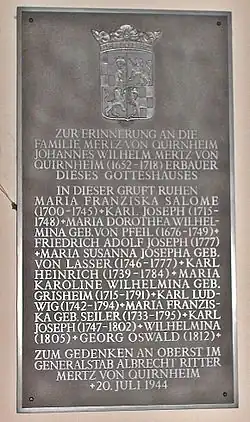 ZUR ERINNERUNG AN DIE
FAMILIE MERTZ VON QUIRNHEIM
JOHANNES WILHELM MERTZ VON
QUIRNHEIM (1652-1718) ERBAUER
DIESES GOTTESHAUSES
IN DIESER GRUFT RUHEN
MARIA FRANZISKA SALOME
(1700-1745)+KARL JOSEPH (1715-
1748)+MARIA DOROTHEA WILHEL-
MINA GEB.VON PFEIL (1676-1749)+
FRIEDRICH ADOLF JOSEPH (1777)
+MARIA SUSANNA JOSEPHA GEB.
VON LASSER (1746-1777)+KARL
HEINRICH (1739-1784)+MARIA
KAROLINE WILHELMINA GEB.
GRISHEIM (1715-1791)+KARL LUD-
WIG (1742-1794)+MARIA FRANZIS-
KA GEB.SEILER (1733-1795)+KARL
JOSEPH (1747-1802)+WILHELMINA
(1805)+GEORG OSWALD (1812)+
ZUM GEDENKEN AN OBERST IM
GENERALSTAB ALBRECHT RITTER
MERTZ VON QUIRNHEIM
+20. JULI 1944